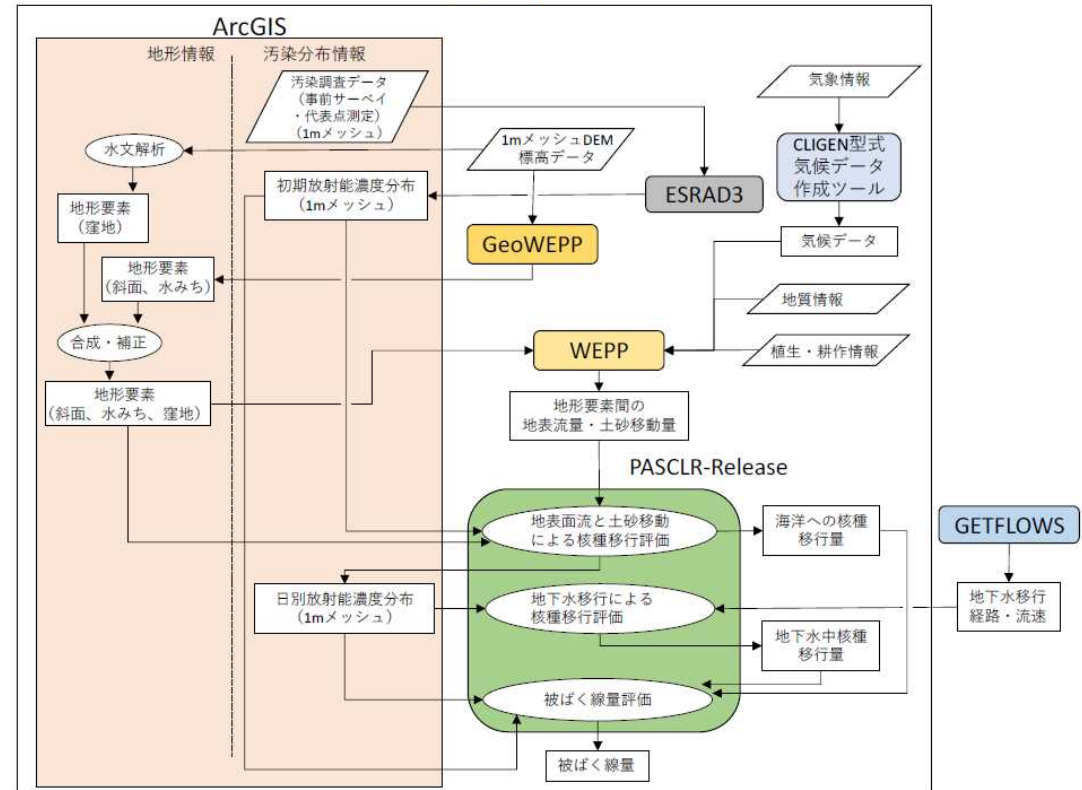 ArcGIS
地形情報
汚染分布情報
汚染調査データ
（事前サーベイ
・代表点測定）
（1mメッシュ）
気象情報
水文解析
1mメッシュDEM
標高データ
CLIGEN型式
気候データ
作成ツール
初期放射能濃度分布
（1mメッシュ）
ESRAD3
地形要素
（窪地）
GeoWEPP
気候データ
地形要素
（斜面、水みち）
地質情報
合成・補正
WEPP
植生・耕作情報
地形要素
（斜面、水みち、窪地）
地形要素間の
地表流量・土砂移動量
PASCLR-Release
地表面流と土砂移動
による核種移行評価
海洋への核種
移行量
GETFLOWS
日別放射能濃度分布
（1mメッシュ）
地下水移行による
核種移行評価
地下水移行
経路・流速
地下水中核種
移行量
被ばく線量評価
被ばく線量